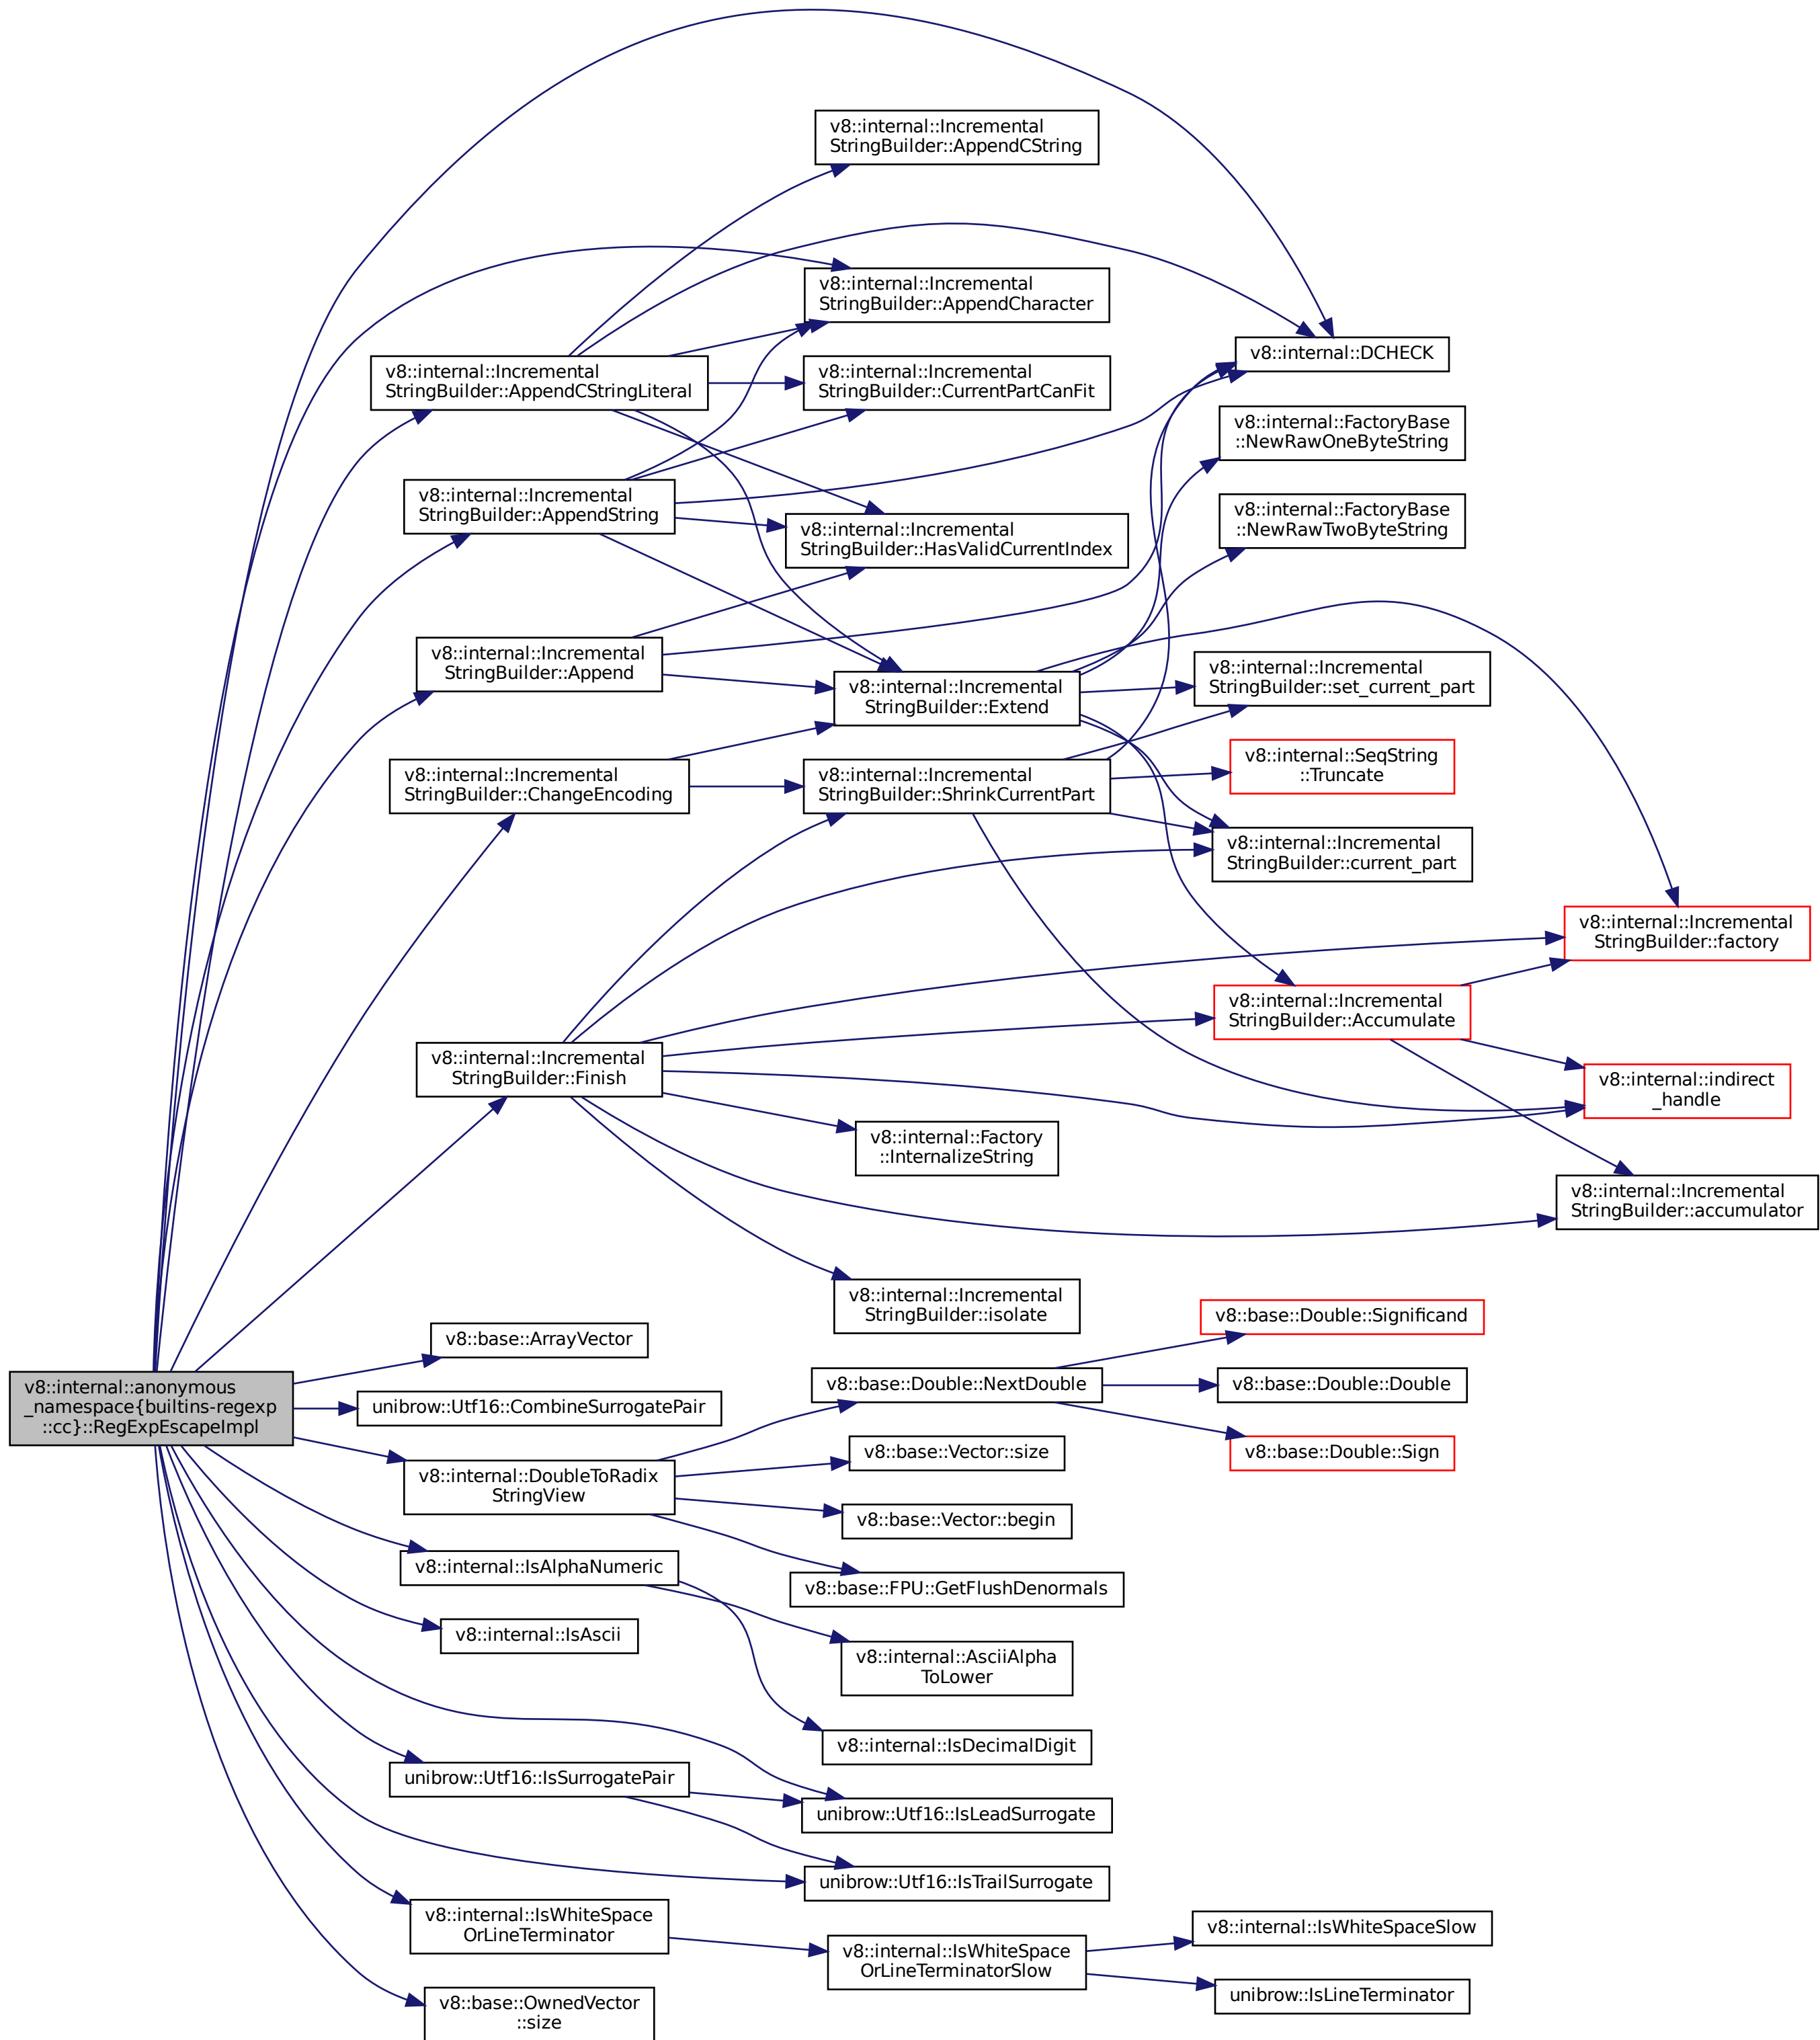 v8::internal::Incremental
StringBuilder::AppendCString
v8::internal::Incremental
StringBuilder::AppendCharacter
v8::internal::DCHECK
v8::internal::Incremental
StringBuilder::AppendCStringLiteral
v8::internal::Incremental
StringBuilder::CurrentPartCanFit
v8::internal::FactoryBase
::NewRawOneByteString
v8::internal::Incremental
StringBuilder::AppendString
v8::internal::FactoryBase
::NewRawTwoByteString
v8::internal::Incremental
StringBuilder::HasValidCurrentIndex
v8::internal::Incremental
StringBuilder::Append
v8::internal::Incremental
StringBuilder::set_current_part
v8::internal::Incremental
StringBuilder::Extend
v8::internal::SeqString
::Truncate
v8::internal::Incremental
StringBuilder::ChangeEncoding
v8::internal::Incremental
StringBuilder::ShrinkCurrentPart
v8::internal::Incremental
StringBuilder::current_part
v8::internal::Incremental
StringBuilder::factory
v8::internal::Incremental
StringBuilder::Accumulate
v8::internal::Incremental
StringBuilder::Finish
v8::internal::indirect
_handle
v8::internal::Factory
::InternalizeString
v8::internal::Incremental
StringBuilder::accumulator
v8::internal::Incremental
StringBuilder::isolate
v8::base::Double::Significand
v8::base::ArrayVector
v8::internal::anonymous
_namespace{builtins-regexp
::cc}::RegExpEscapeImpl
v8::base::Double::NextDouble
v8::base::Double::Double
unibrow::Utf16::CombineSurrogatePair
v8::base::Vector::size
v8::base::Double::Sign
v8::internal::DoubleToRadix
StringView
v8::base::Vector::begin
v8::internal::IsAlphaNumeric
v8::base::FPU::GetFlushDenormals
v8::internal::IsAscii
v8::internal::AsciiAlpha
ToLower
v8::internal::IsDecimalDigit
unibrow::Utf16::IsSurrogatePair
unibrow::Utf16::IsLeadSurrogate
unibrow::Utf16::IsTrailSurrogate
v8::internal::IsWhiteSpace
OrLineTerminator
v8::internal::IsWhiteSpaceSlow
v8::internal::IsWhiteSpace
OrLineTerminatorSlow
unibrow::IsLineTerminator
v8::base::OwnedVector
::size